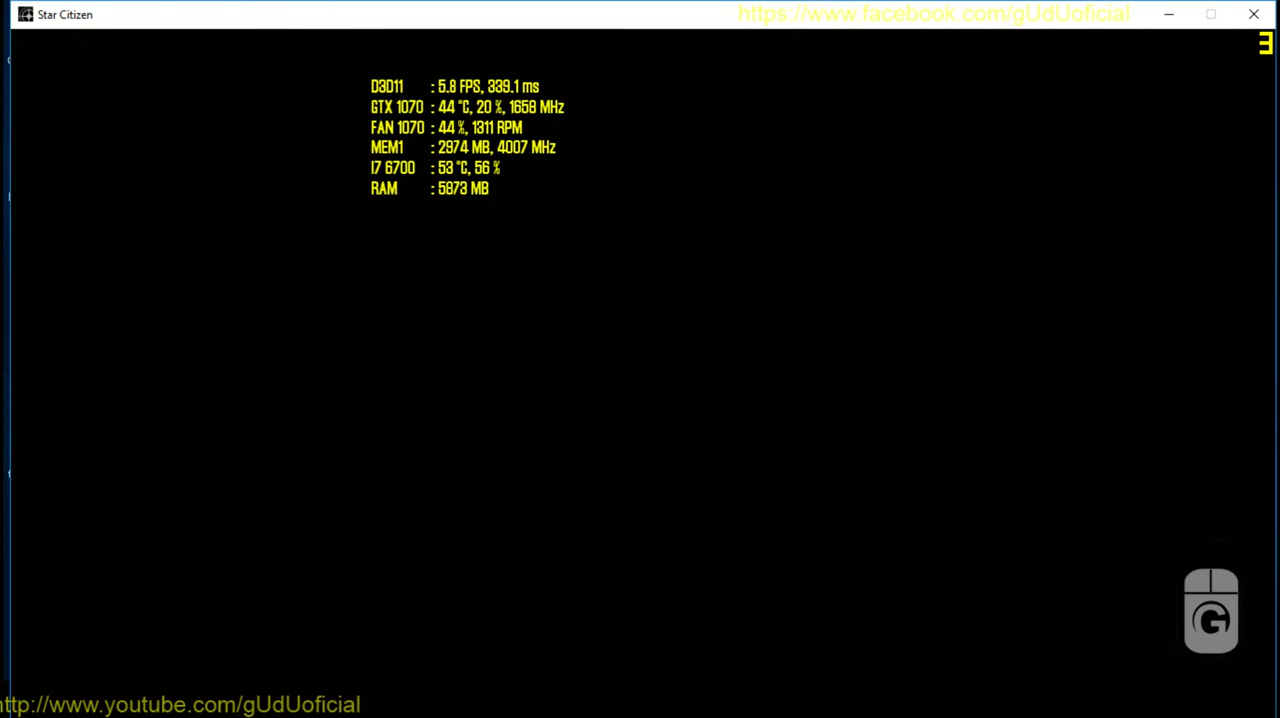 Star Citizen
https://www.facebook.com/gUdUoficial
3
D3D11 : 5.8 FPS, 339.1 ms
GTX 1070 : 44 °C, 20 %, 1658 MHz
FAN 1070 : 44 %, 1311 RPM
MEM1 : 2974 MB, 4007 MHz
I7 6700 : 53 °C, 56 %
RAM : 5873 MB
G
http://www.youtube.com/gUdUoficial